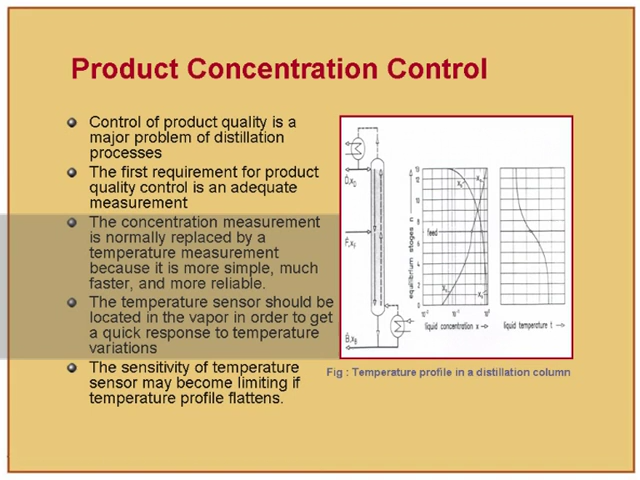 Product Concentration Control
Control of product quality is a
major problem of distillation
processes
The first requirement for product
quality control is an adequate
measurement
The concentration measurement
is normally replaced by a
temperature measurement
because it is more simple, much
faster, and more reliable.
The temperature sensor should be
located in the vapor in order to get
a quick response to temperature
variations
The sensitivity of temperature
sensor may become limiting if
temperature profile flattens.
equilibrium stages n
feed
liquid concentration x
liquid temperature t
Fig : Temperature profile in a distillation column